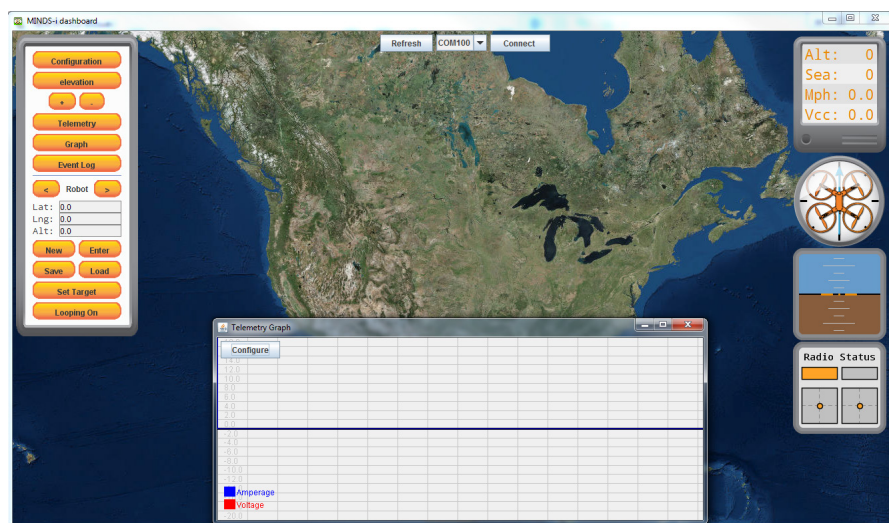 MINDS-i dashboard
Refresh COM100 Connect
Configuration
elevation
+ -
Telemetry
Graph
Event Log
< Robot >
Lat: 0.0
Lng: 0.0
Alt: 0.0
New Enter
Save Load
Set Target
Looping On
Alt: 0
Sea: 0
Mph: 0.0
Vcc: 0.0
Radio Status
Telemetry Graph
Configure
14.0
12.0
10.0
8.0
6.0
4.0
2.0
0.0
-2.0
-4.0
-6.0
-8.0
-10.0
Amperage
Voltage